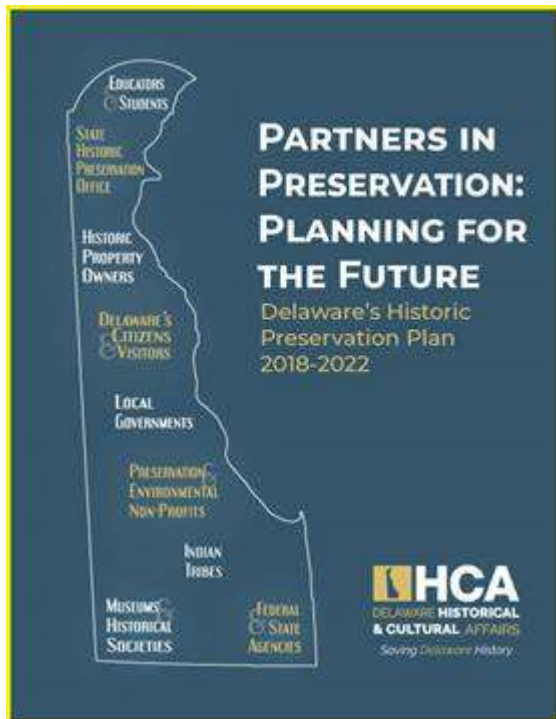 EDUCATORS
& STUDENTS
STATE
HISTORIC
PRESERVATION
OFFICE
HISTORIC
PROPERTY
OWNERS
DELAWARE'S
CITIZENS
& VISITORS
LOCAL
GOVERNMENTS
PRESERVATION &
ENVIRONMENTAL
NON-PROFITS
INDIAN
TRIBES
MUSEUMS &
HISTORICAL
SOCIETIES
FEDERAL
& STATE
AGENCIES
PARTNERS IN
PRESERVATION:
PLANNING FOR
THE FUTURE
Delaware's Historic
Preservation Plan
2018-2022
HCA
DELAWARE HISTORICAL
& CULTURAL AFFAIRS
Saving Delaware History